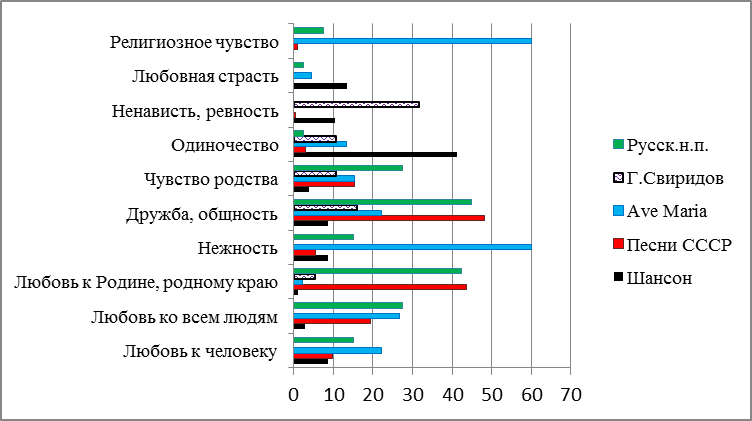 Религиозное чувство
Любовная страсть
Ненависть, ревность
Одиночество
Чувство родства
Дружба, общность
Нежность
Любовь к Родине, родному краю
Любовь ко всем людям
Любовь к человеку
0 10 20 30 40 50 60 70
Русск.н.п.
Г.Свиридов
Ave Maria
Песни СССР
Шансон